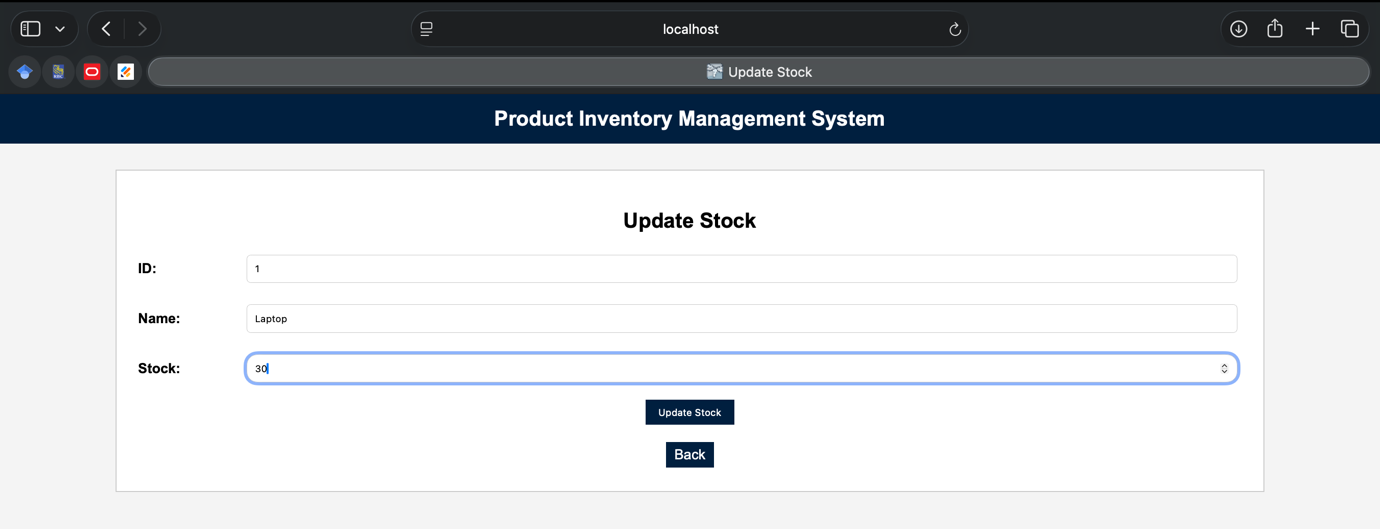 localhost
Update Stock
Product Inventory Management System
Update Stock
ID:
1
Name:
Laptop
Stock:
30
Update Stock
Back